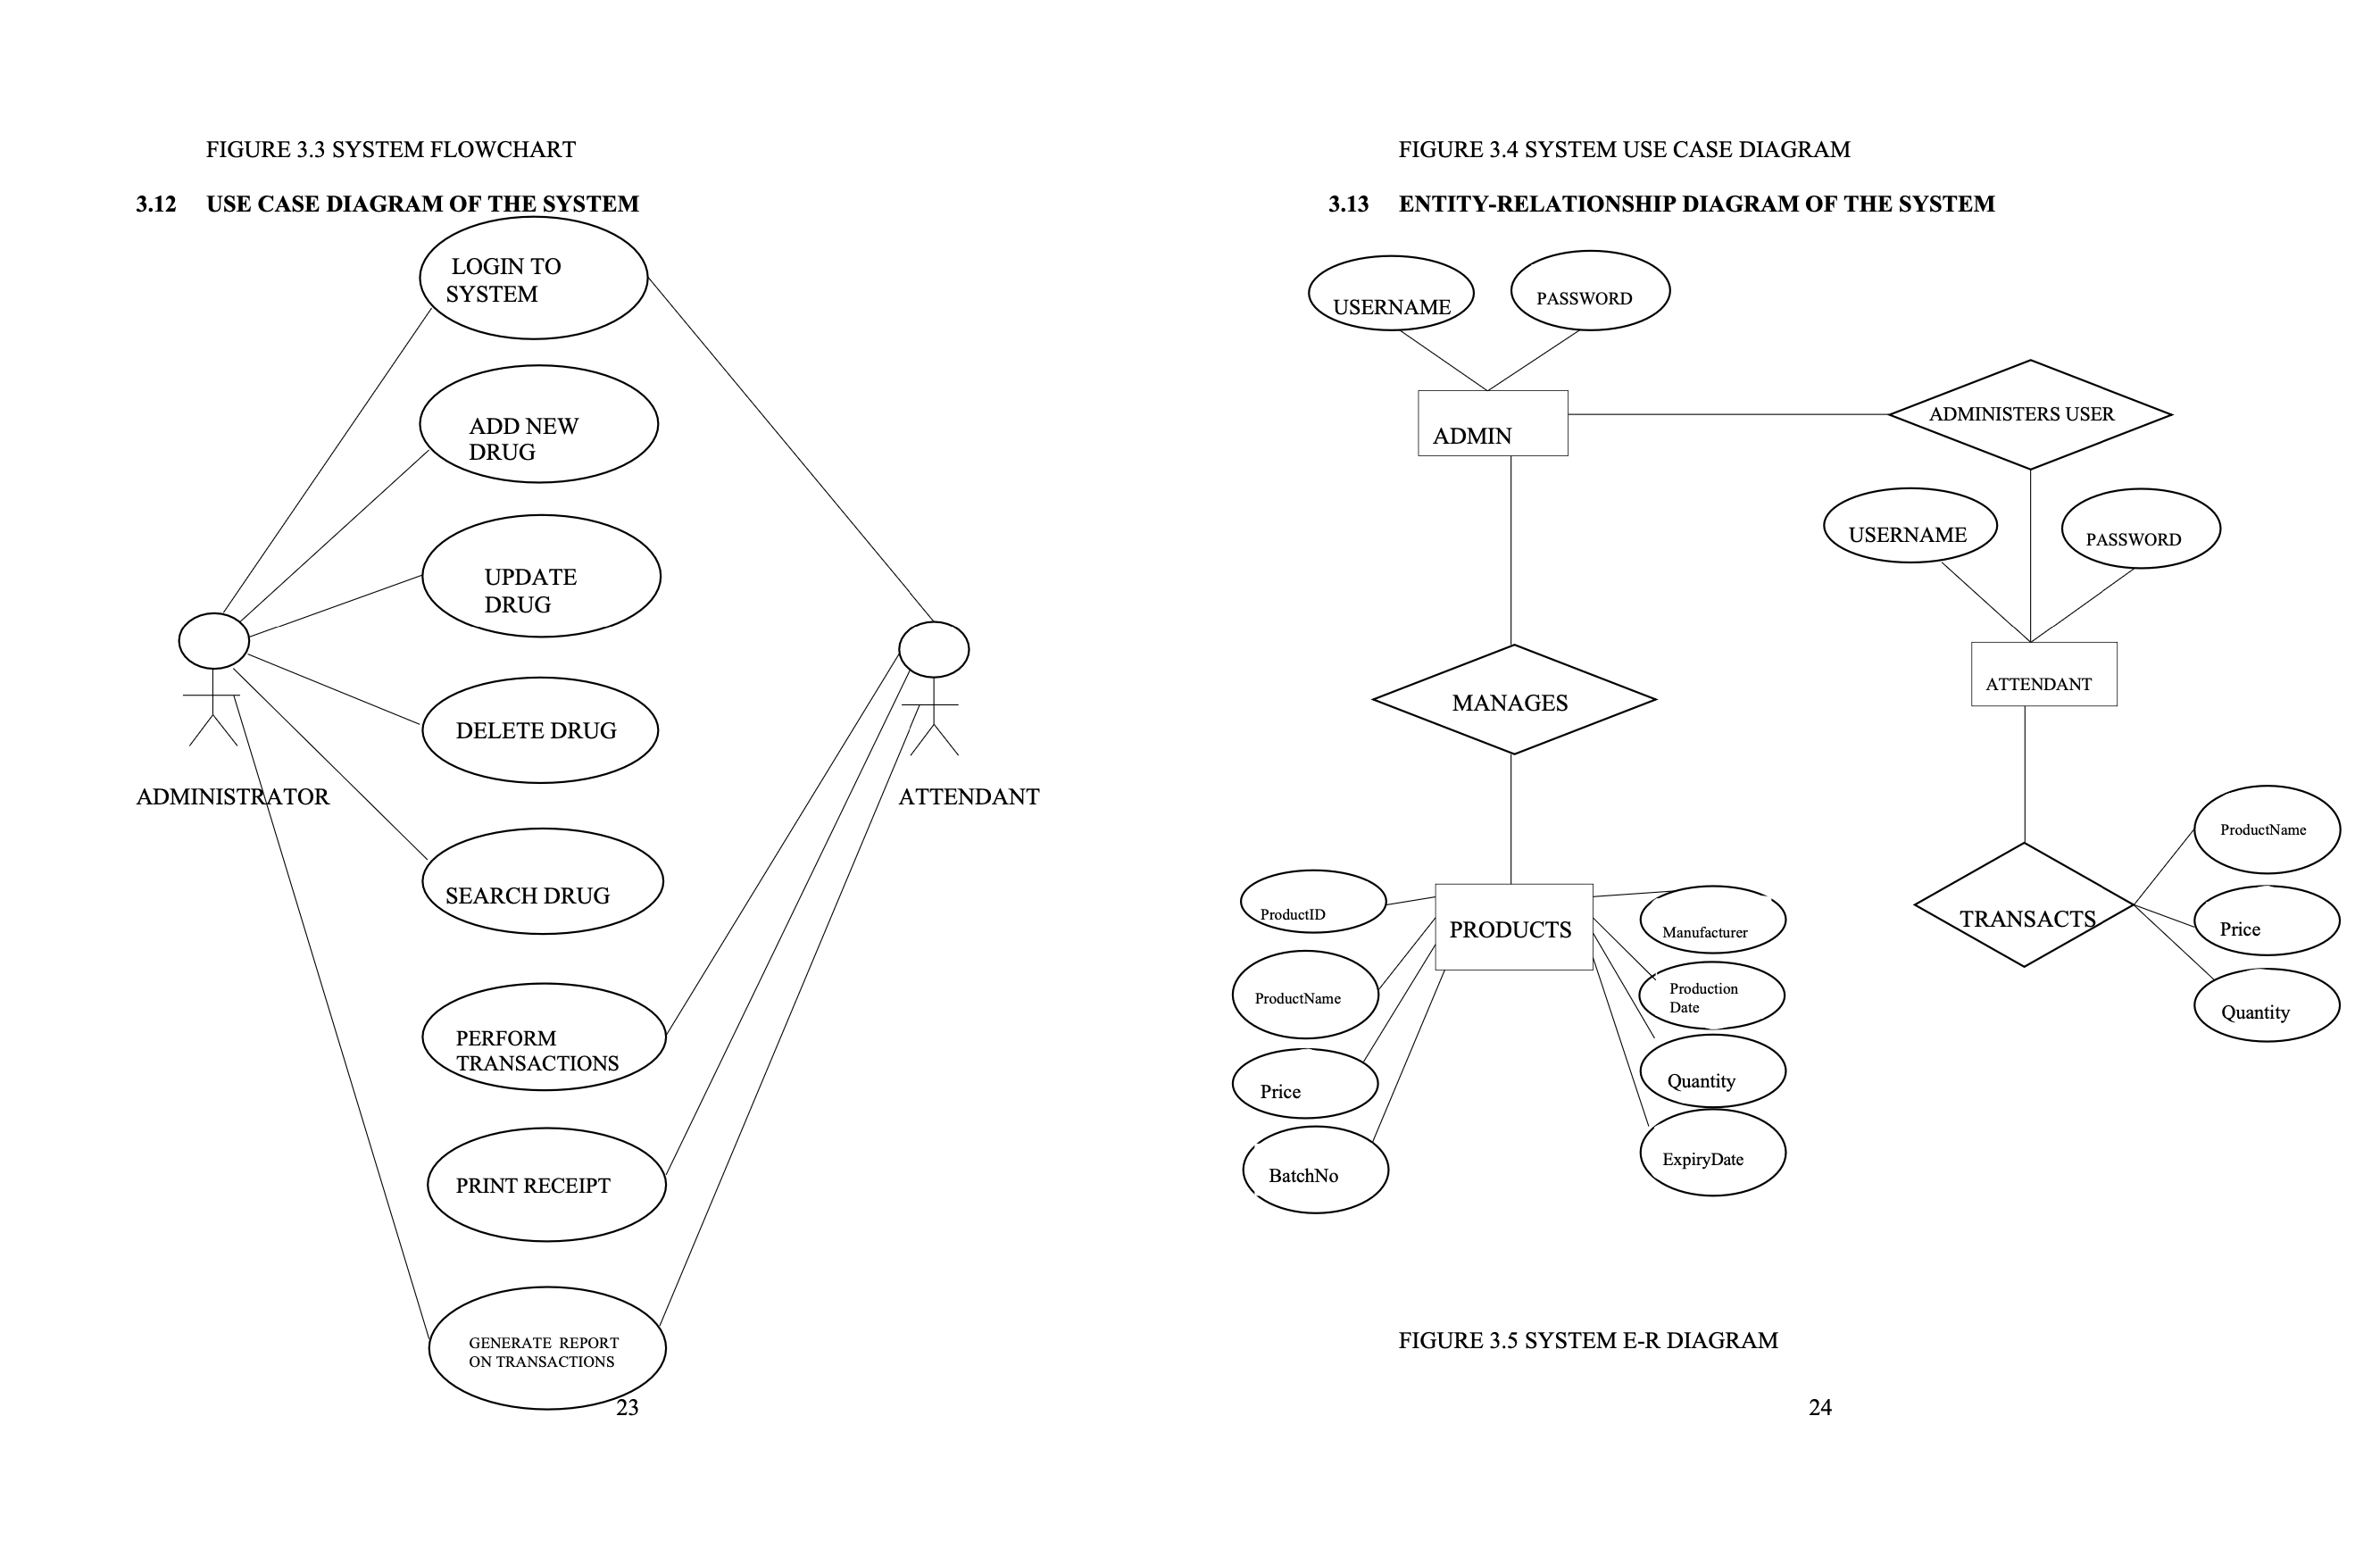 FIGURE 3.3 SYSTEM FLOWCHART
3.12 USE CASE DIAGRAM OF THE SYSTEM
LOGIN TO
SYSTEM
ADD NEW
DRUG
UPDATE
DRUG
DELETE DRUG
ADMINISTRATOR
ATTENDANT
SEARCH DRUG
PERFORM
TRANSACTIONS
PRINT RECEIPT
GENERATE REPORT
ON TRANSACTIONS
23
FIGURE 3.4 SYSTEM USE CASE DIAGRAM
3.13 ENTITY-RELATIONSHIP DIAGRAM OF THE SYSTEM
USERNAME
PASSWORD
ADMIN
ADMINISTERS USER
USERNAME
PASSWORD
ATTENDANT
MANAGES
ProductName
Price
Quantity
TRANSACTS
PRODUCTS
ProductID
ProductName
Price
BatchNo
Manufacturer
Production
Date
Quantity
ExpiryDate
FIGURE 3.5 SYSTEM E-R DIAGRAM
24